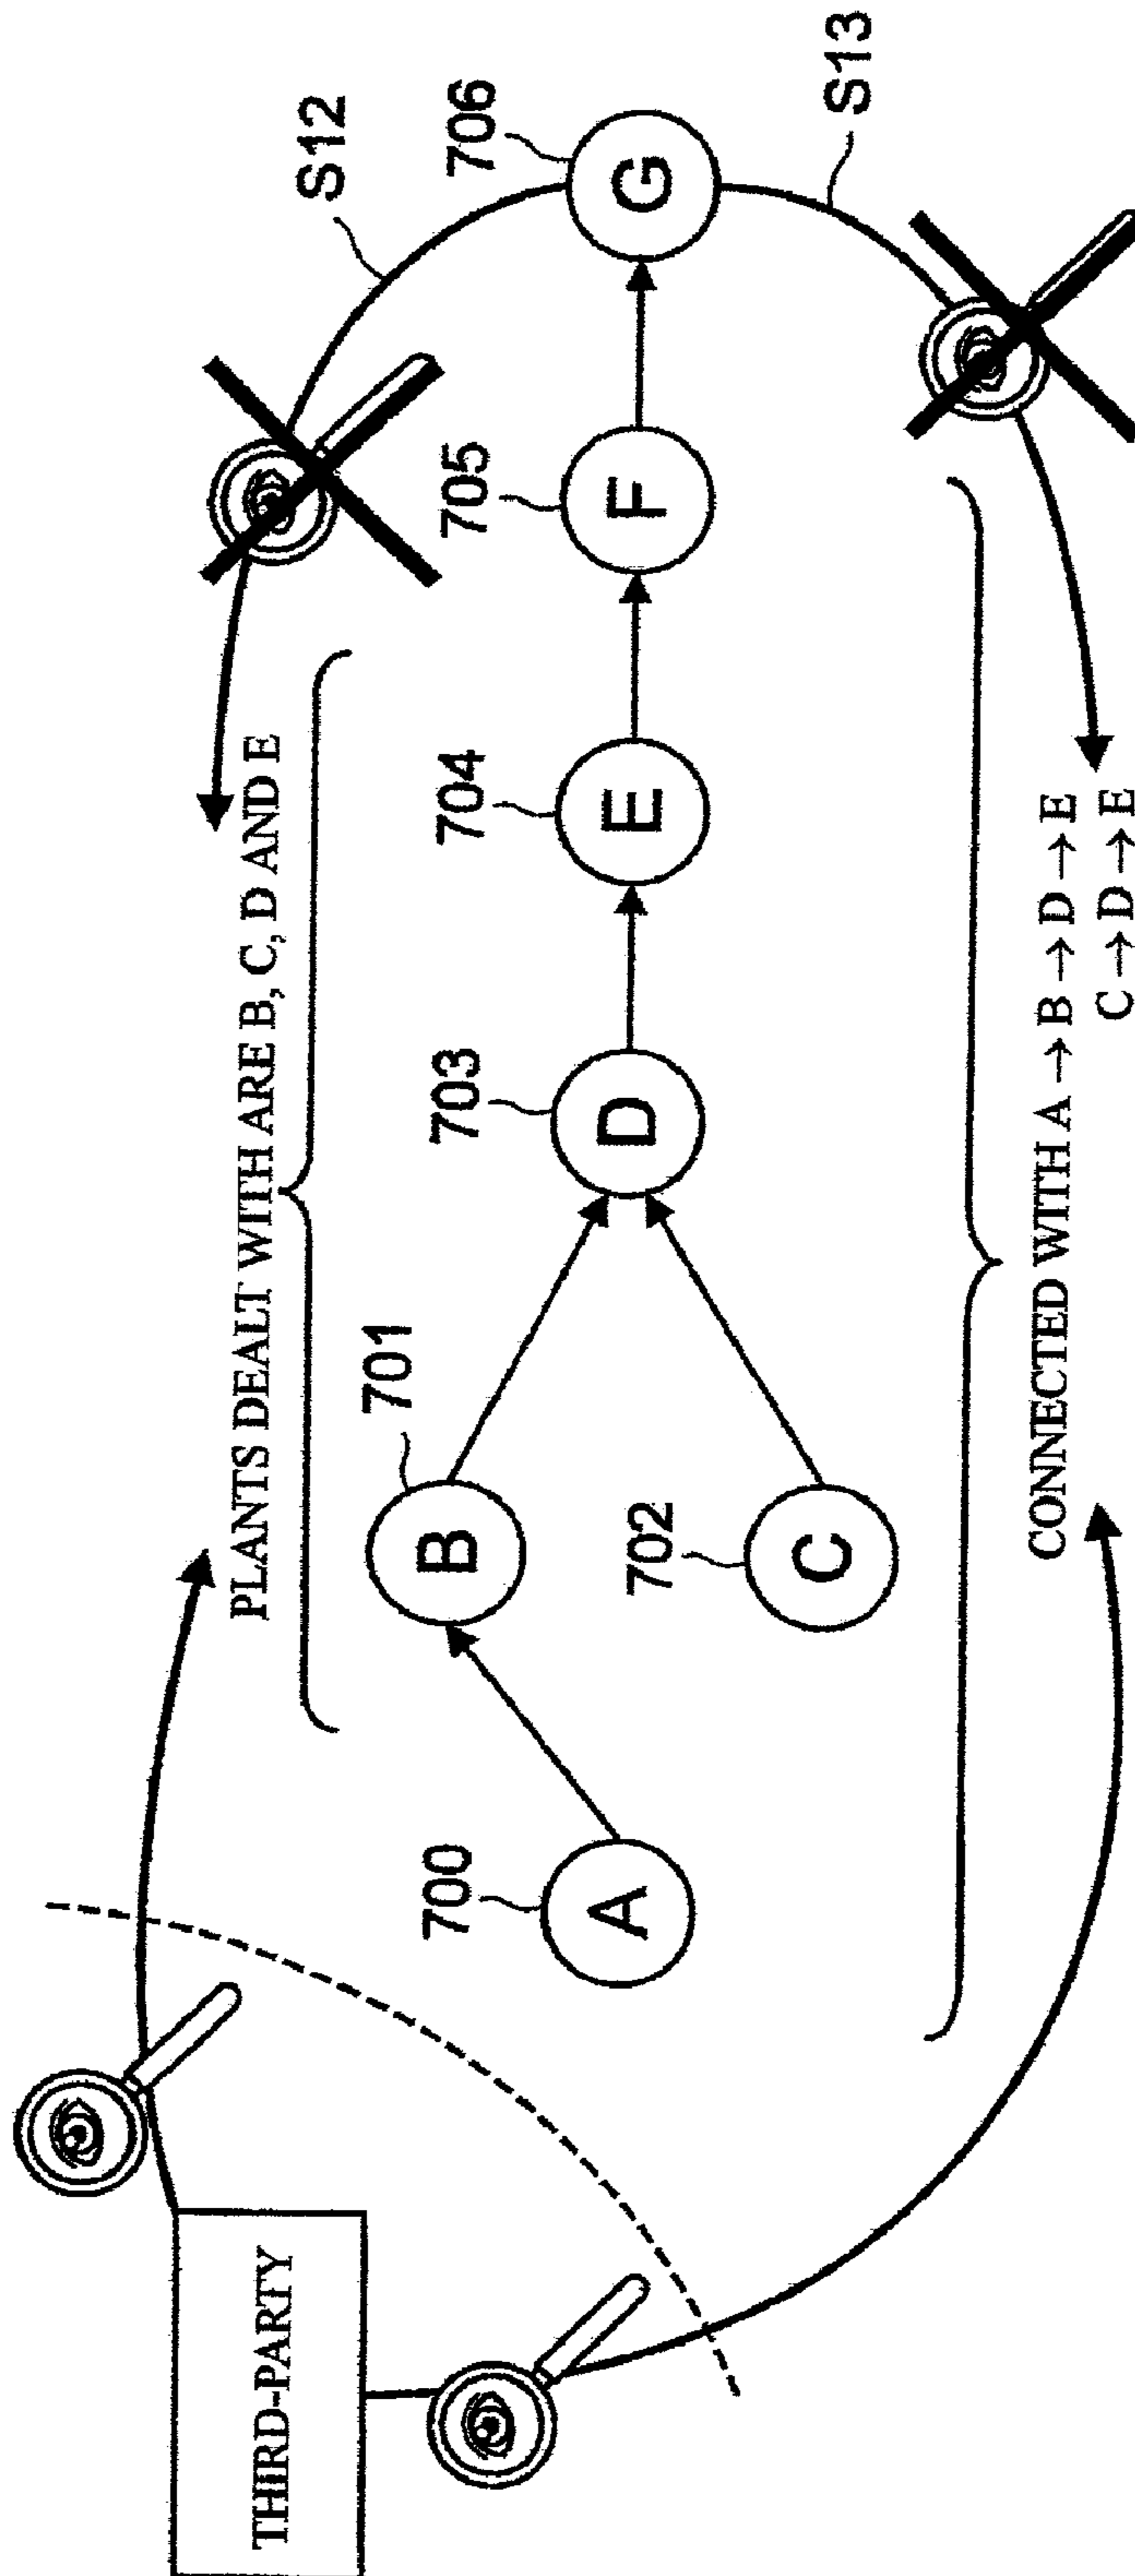 THIRD-PARTY
PLANTS DEALT WITH ARE B, C, D AND E
S12
700
A
701
B
702
C
703
D
704
E
705
F
706
G
S13
CONNECTED WITH A → B → D → E
C → D → E